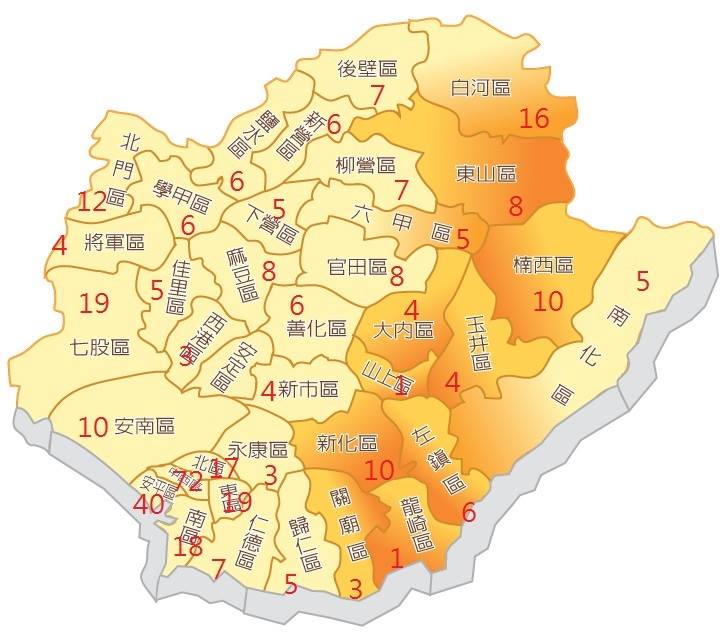 後壁區
7
白河區
16
鹽水區
6
新營區
6
北門區
12
學甲區
6
柳營區
7
東山區
8
下營區
5
六甲區
5
將軍區
4
佳里區
5
麻豆區
8
官田區
8
楠西區
10
南化區
5
七股區
19
西港區
3
安定區
4
善化區
6
大內區
4
玉井區
4
新市區
山上區
1
安南區
10
永康區
3
新化區
10
左鎮區
6
北區
17
中西區
72
安平區
40
東區
19
南區
18
仁德區
7
歸仁區
5
關廟區
3
龍崎區
1